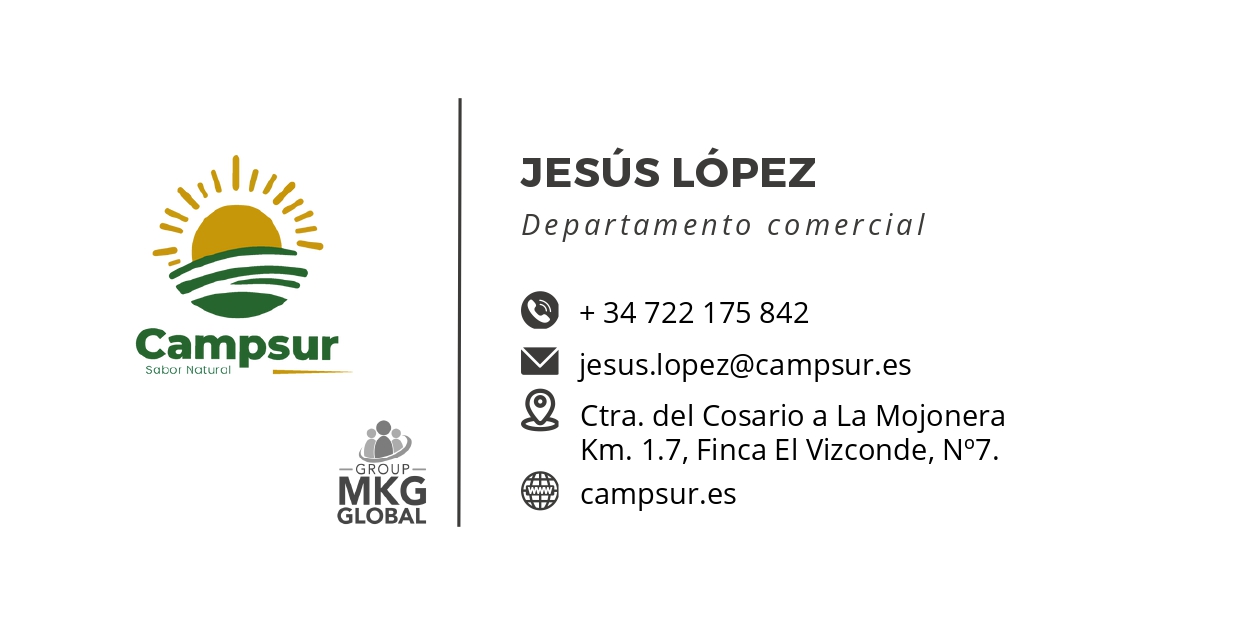 Campsur
Sabor Natural
GROUP
MKG
GLOBAL
JESÚS LÓPEZ
Departamento comercial
+ 34 722 175 842
jesus.lopez@campsur.es
Ctra. del Cosario a La Mojonera
Km. 1.7, Finca El Vizconde, Nº7.
campsur.es